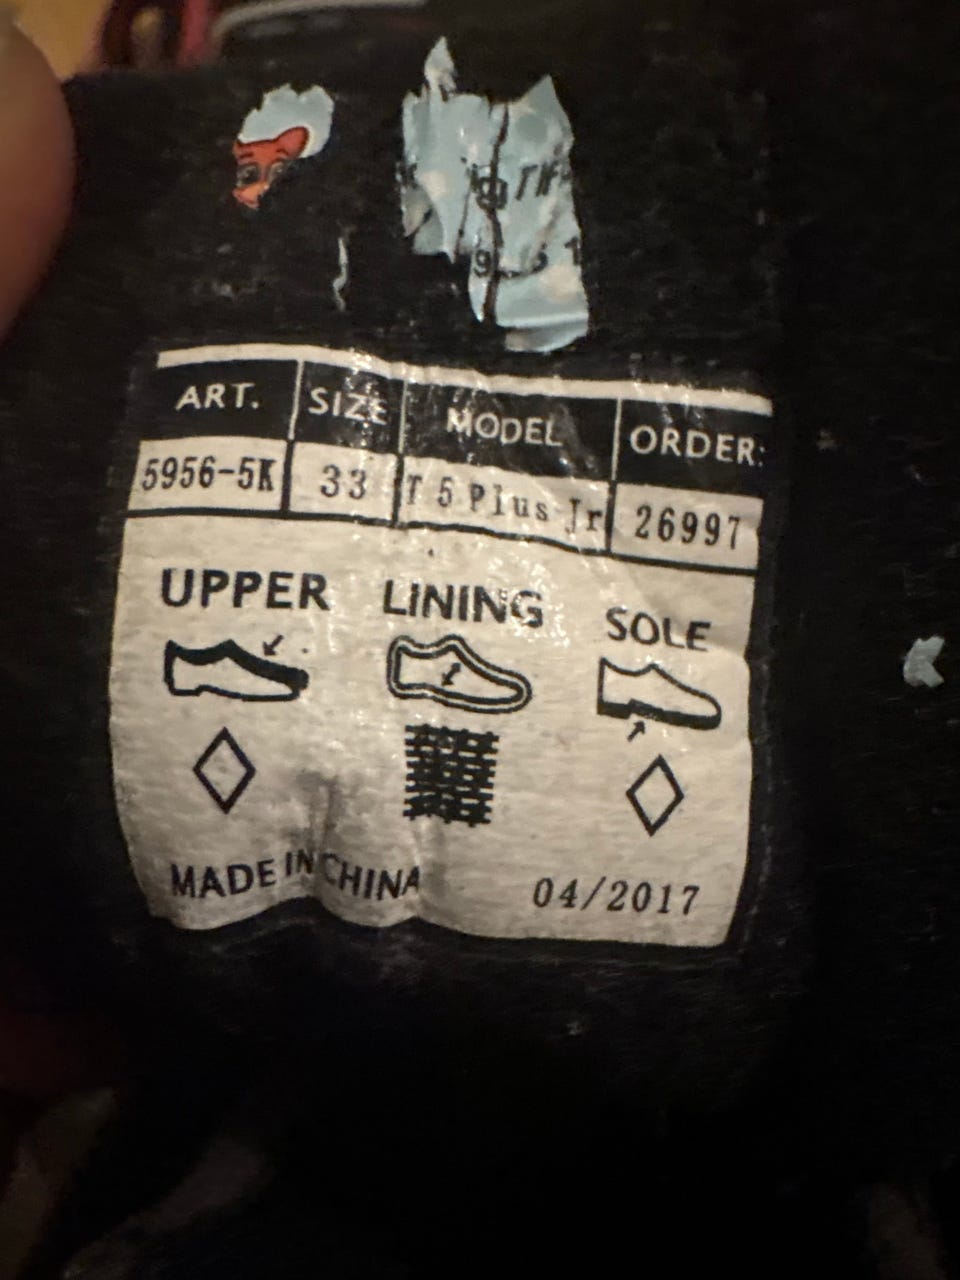 ART. SIZE MODEL ORDER:
5956-5K 33 T 5 Plus Jr 26997
UPPER LINING SOLE
MADE IN CHINA 04/2017